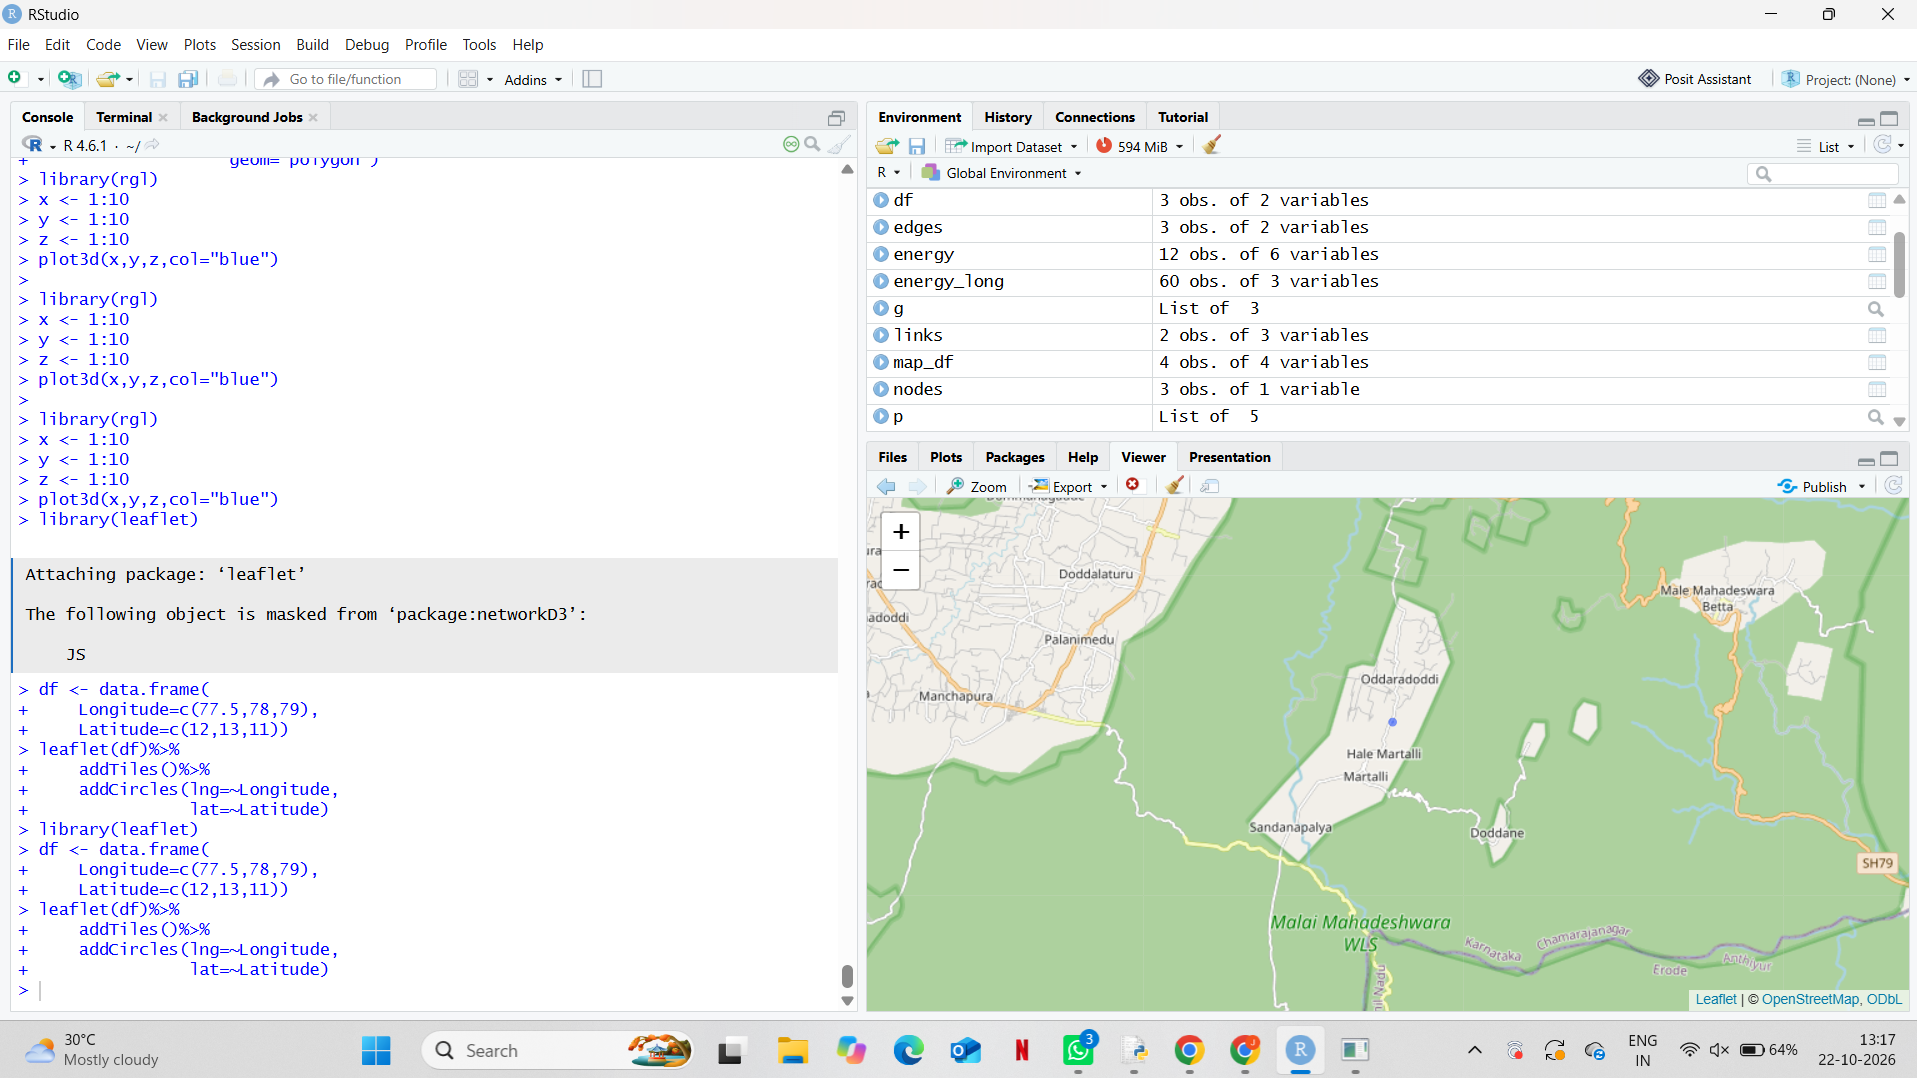 RStudio
File Edit Code View Plots Session Build Debug Profile Tools Help
Go to file/function
Addins
Posit Assistant
Project: (None)
Console Terminal Background Jobs
R 4.6.1 · ~/
+ geom="polygon")
> library(rgl)
> x <- 1:10
> y <- 1:10
> z <- 1:10
> plot3d(x,y,z,col="blue")
>
> library(rgl)
> x <- 1:10
> y <- 1:10
> z <- 1:10
> plot3d(x,y,z,col="blue")
>
> library(rgl)
> x <- 1:10
> y <- 1:10
> z <- 1:10
> plot3d(x,y,z,col="blue")
> library(leaflet)
Attaching package: ‘leaflet’
The following object is masked from ‘package:networkD3’:
JS
> df <- data.frame(
+ Longitude=c(77.5,78,79),
+ Latitude=c(12,13,11))
> leaflet(df)%>%
+ addTiles()%>%
+ addCircles(lng=~Longitude,
+ lat=~Latitude)
> library(leaflet)
> df <- data.frame(
+ Longitude=c(77.5,78,79),
+ Latitude=c(12,13,11))
> leaflet(df)%>%
+ addTiles()%>%
+ addCircles(lng=~Longitude,
+ lat=~Latitude)
>
Environment History Connections Tutorial
Import Dataset 594 MiB List
R Global Environment
df 3 obs. of 2 variables
edges 3 obs. of 2 variables
energy 12 obs. of 6 variables
energy_long 60 obs. of 3 variables
g List of 3
links 2 obs. of 3 variables
map_df 4 obs. of 4 variables
nodes 3 obs. of 1 variable
p List of 5
Files Plots Packages Help Viewer Presentation
Zoom Export Publish
+
−
Doddalaturu
Male Mahadeswara
Betta
adoddi
Palanimedu
Oddaradoddi
Manchapura
Hale Martalli
Martalli
Sandanapalya
Doddane
SH79
Malai Mahadeshwara
WLS
Karnataka
Chamarajanagar
Erode
Anthiyur
Leaflet | © OpenStreetMap, ODbL
30°C
Mostly cloudy
Search
3
ENG
IN
64%
13:17
22-10-2026